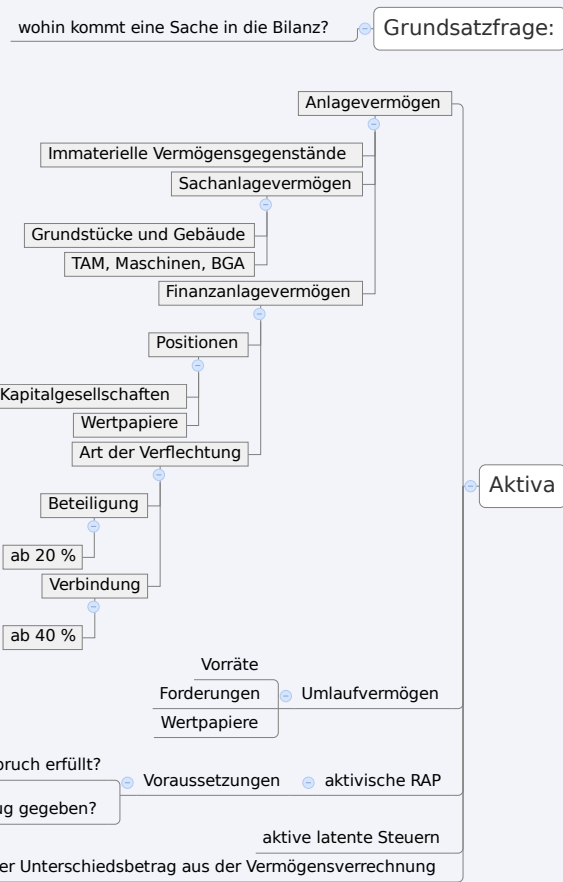 Grundsatzfrage:
wohin kommt eine Sache in die Bilanz?
Aktiva
Anlagevermögen
Immaterielle Vermögensgegenstände
Sachanlagevermögen
Grundstücke und Gebäude
TAM, Maschinen, BGA
Finanzanlagevermögen
Positionen
Kapitalgesellschaften
Wertpapiere
Art der Verflechtung
Beteiligung
ab 20 %
Verbindung
ab 40 %
Umlaufvermögen
Vorräte
Forderungen
Wertpapiere
aktivische RAP
Voraussetzungen
erfüllt?
gegeben?
aktive latente Steuern
Unterschiedsbetrag aus der Vermögensverrechnung